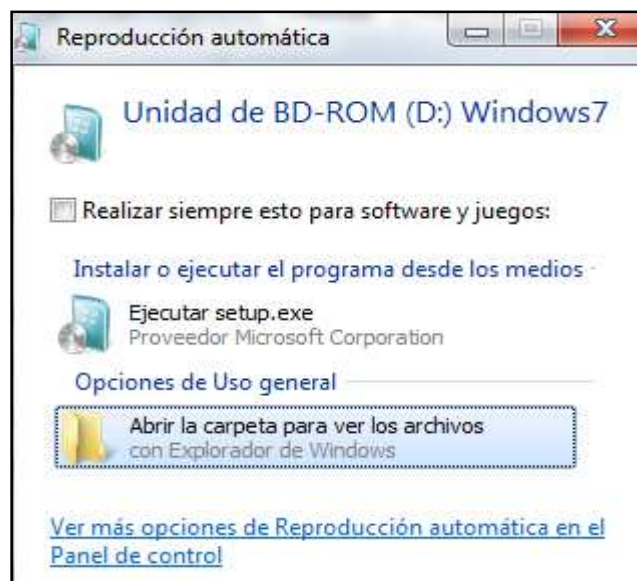 Reproducción automática
Unidad de BD-ROM (D:) Windows7
Realizar siempre esto para software y juegos:
Instalar o ejecutar el programa desde los medios
Ejecutar setup.exe
Proveedor Microsoft Corporation
Opciones de Uso general
Abrir la carpeta para ver los archivos
con Explorador de Windows
Ver más opciones de Reproducción automática en el
Panel de control